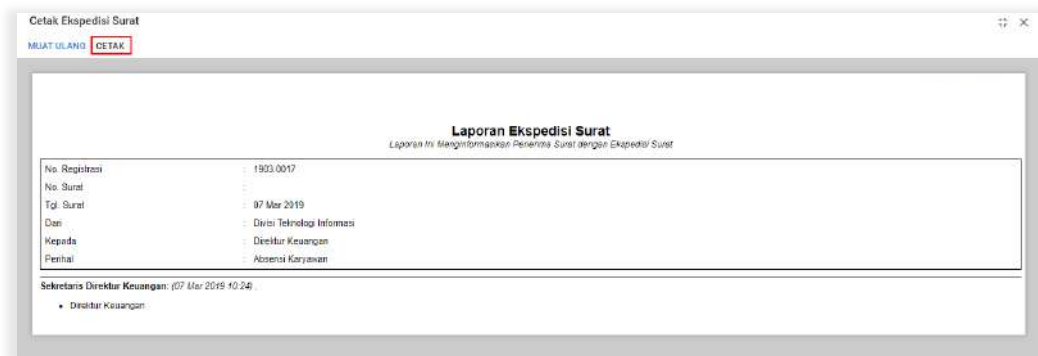 Cetak Ekspedisi Surat
MUAT ULANG CETAK
Laporan Ekspedisi Surat
Laporan Ini Menginformasikan Penerima Surat dengan Ekspedisi Surat
No. Registrasi : 1903.0017
No. Surat :
Tgl. Surat : 07 Mar 2019
Dari : Divisi Teknologi Informasi
Kepada : Direktur Keuangan
Perihal : Absensi Karyawan
Sekretaris Direktur Keuangan: (07 Mar 2019 10:24)
• Direktur Keuangan